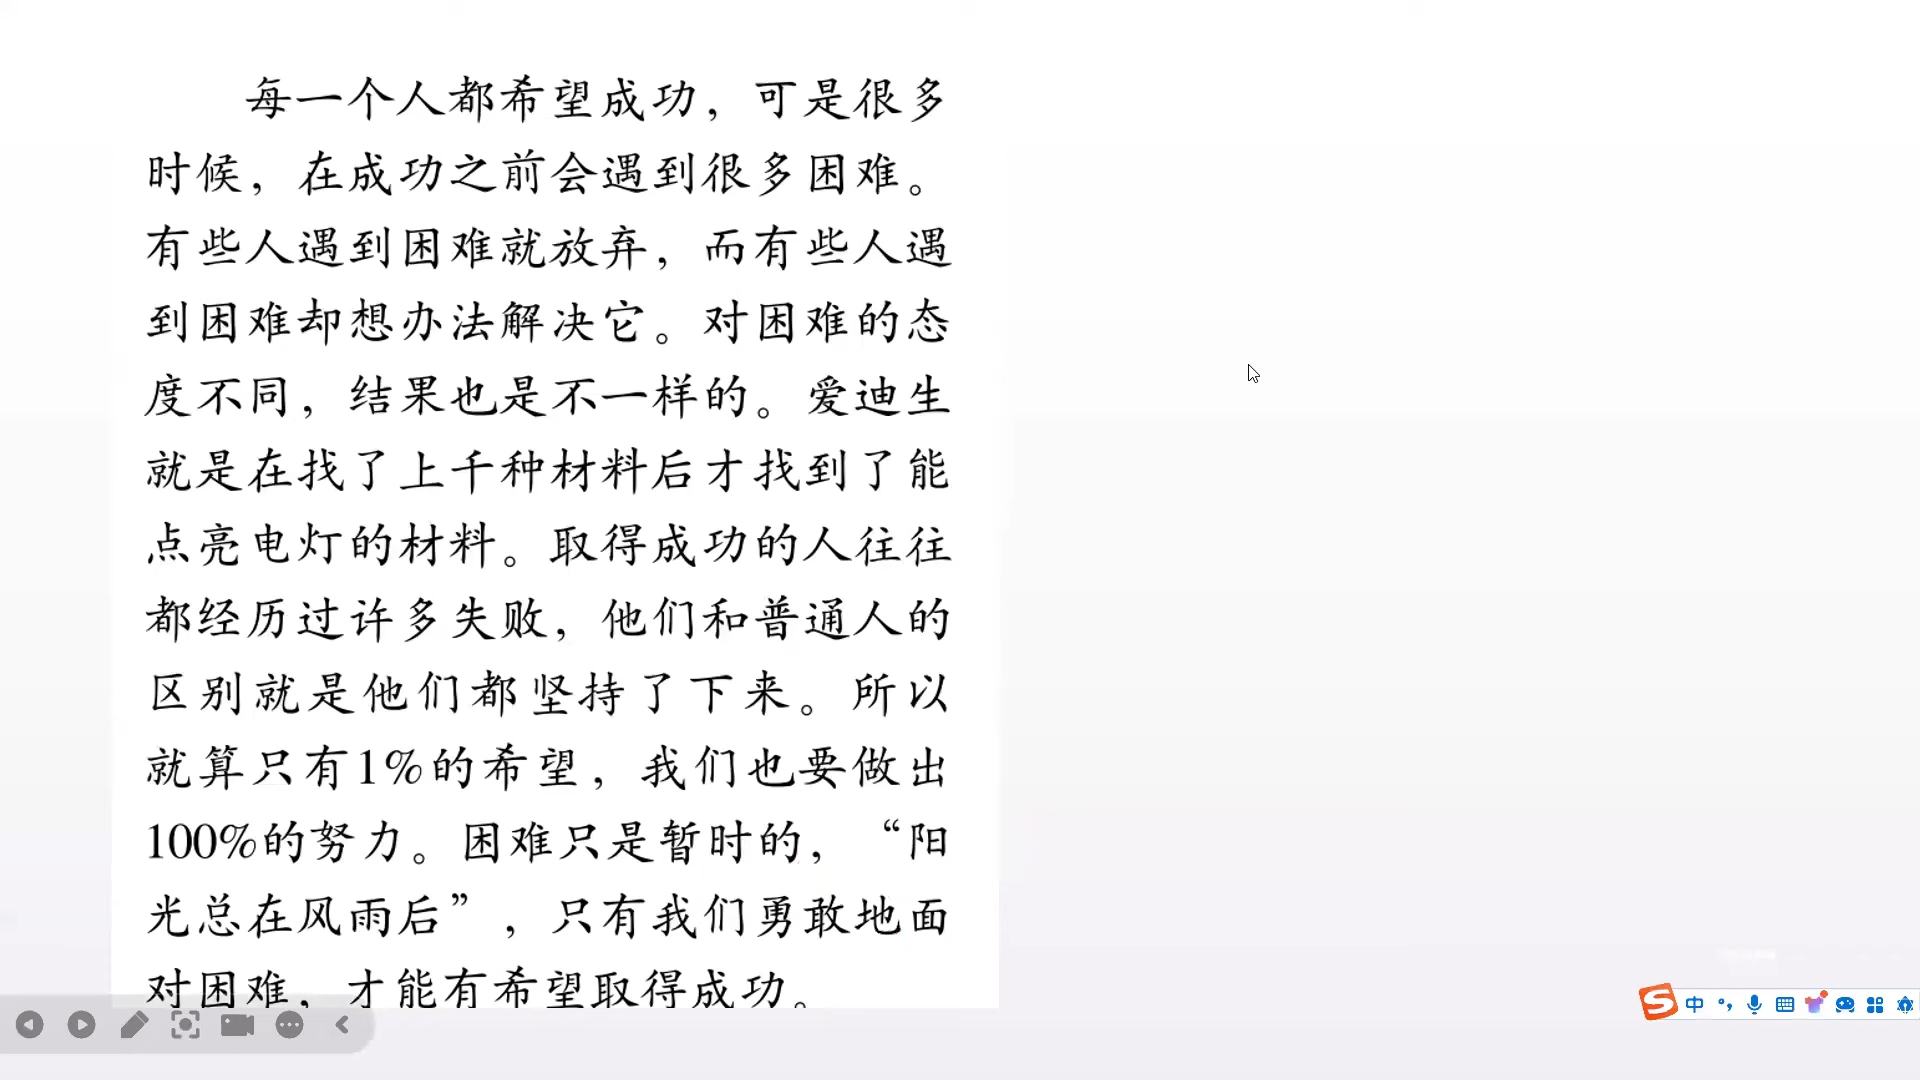 每一个人都希望成功，可是很多
时候，在成功之前会遇到很多困难。
有些人遇到困难就放弃，而有些人遇
到困难却想办法解决它。对困难的态
度不同，结果也是不一样的。爱迪生
就是在找了上千种材料后才找到了能
点亮电灯的材料。取得成功的人往往
都经历过许多失败，他们和普通人的
区别就是他们都坚持了下来。所以
就算只有1%的希望，我们也要做出
100%的努力。困难只是暂时的，“阳
光总在风雨后”，只有我们勇敢地面
对困难，才能有希望取得成功。
中